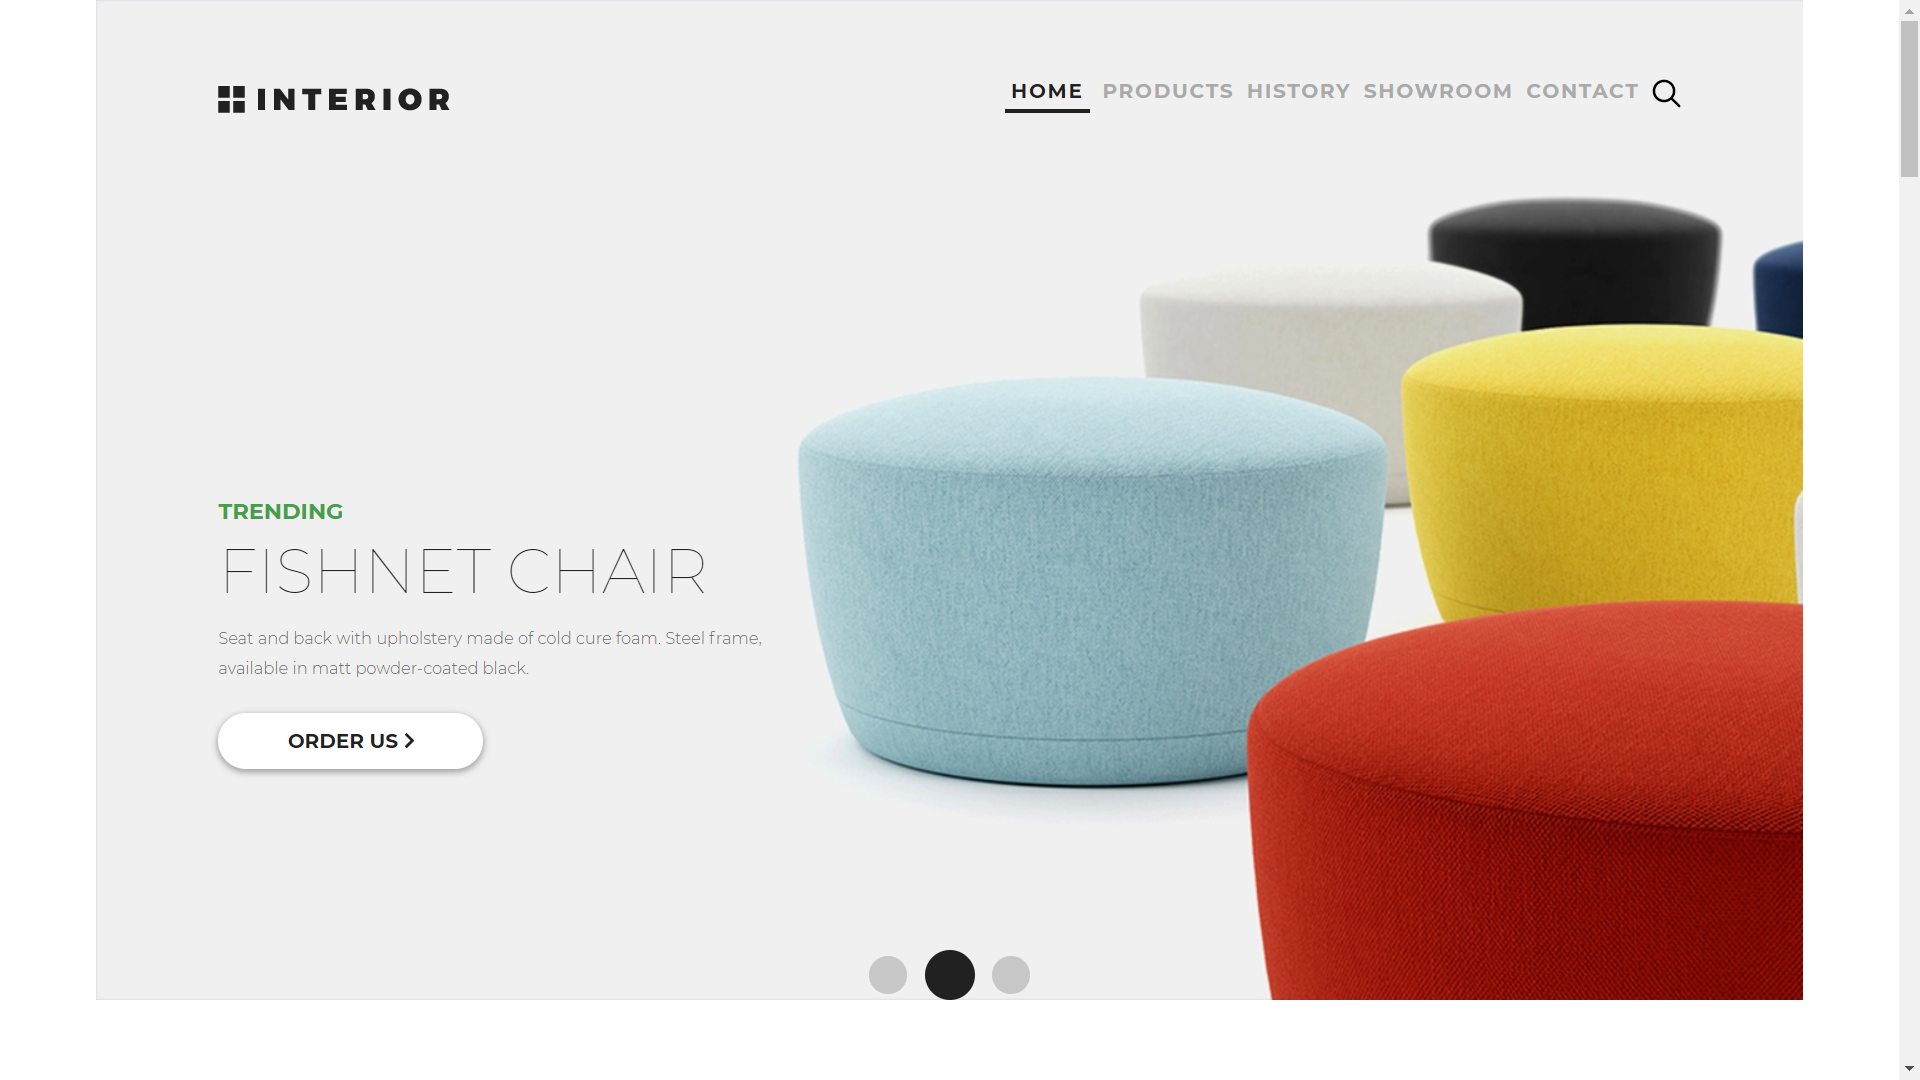 INTERIOR
HOME PRODUCTS HISTORY SHOWROOM CONTACT
TRENDING
FISHNET CHAIR
Seat and back with upholstery made of cold cure foam. Steel frame,
available in matt powder-coated black.
ORDER US